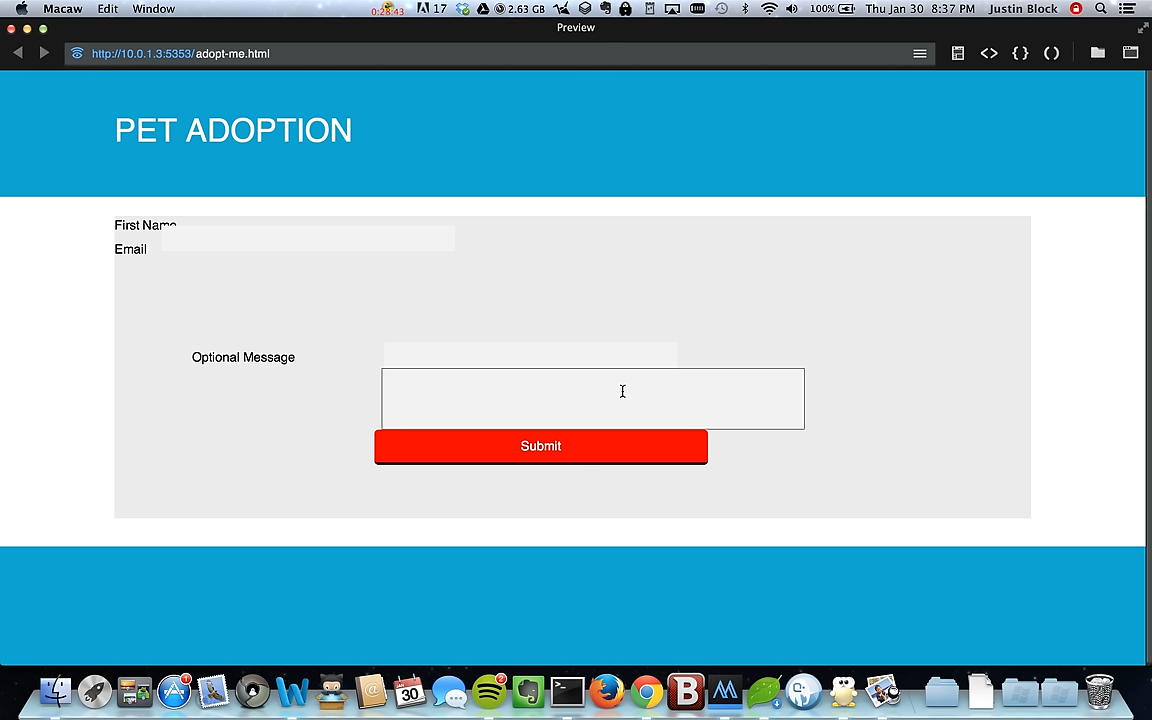 Macaw Edit Window 0:28:43 17 2.63 GB 100% Thu Jan 30 8:37 PM Justin Block
Preview
http://10.0.1.3:5353/adopt-me.html
PET ADOPTION
First Name
Email
Optional Message
Submit
1
30
2